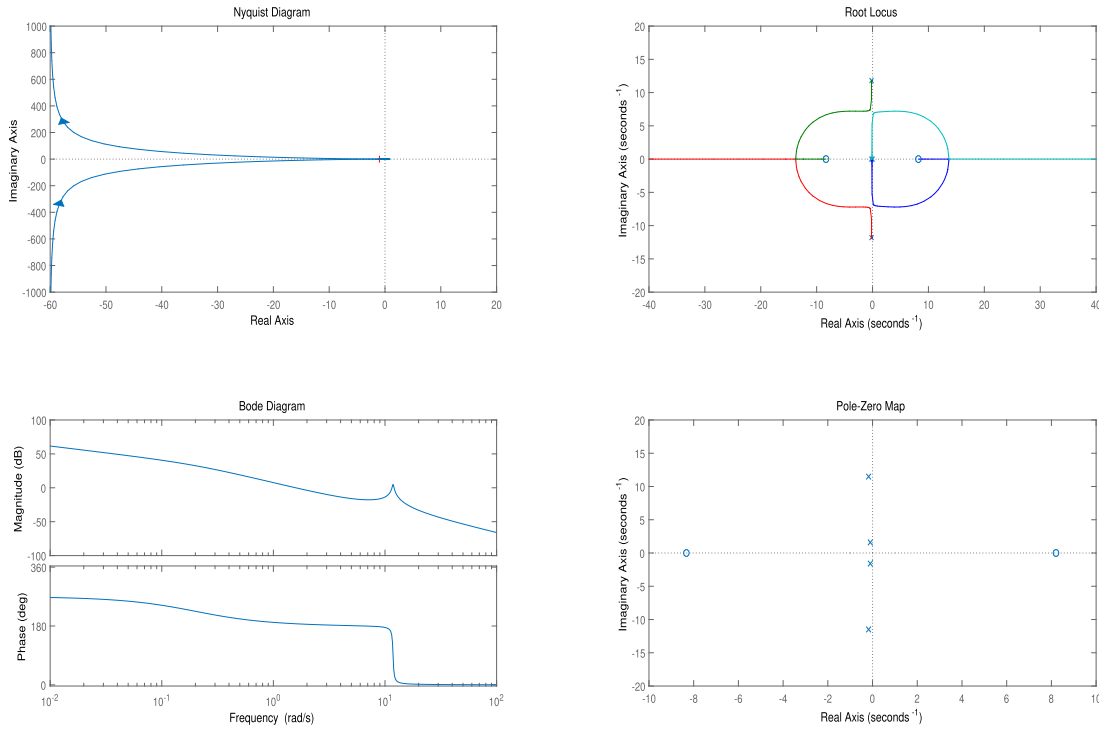 Nyquist Diagram
1000
800
600
400
200
0
-200
-400
-600
-800
-1000
Imaginary Axis
-60 -50 -40 -30 -20 -10 0 10 20
Real Axis
Root Locus
20
15
10
5
0
-5
-10
-15
-20
Imaginary Axis (seconds⁻¹)
-40 -30 -20 -10 0 10 20 30 40
Real Axis (seconds⁻¹)
Bode Diagram
100
50
0
-50
-100
Magnitude (dB)
360
180
0
Phase (deg)
10⁻² 10⁻¹ 10⁰ 10¹ 10²
Frequency (rad/s)
Pole-Zero Map
20
15
10
5
0
-5
-10
-15
-20
Imaginary Axis (seconds⁻¹)
-10 -8 -6 -4 -2 0 2 4 6 8 10
Real Axis (seconds⁻¹)